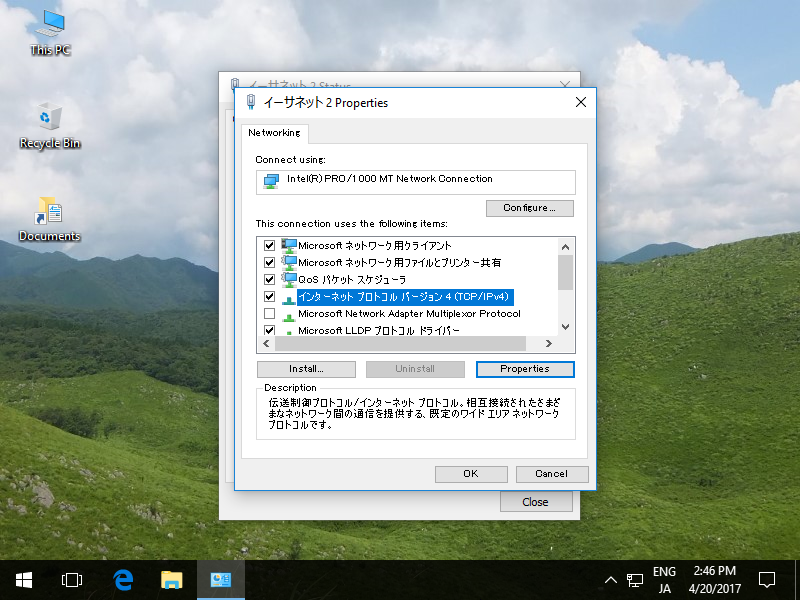 This PC
Recycle Bin
Documents
イーサネット 2 Status
イーサネット 2 Properties
Networking
Connect using:
Intel(R) PRO/1000 MT Network Connection
Configure...
This connection uses the following items:
Microsoft ネットワーク用クライアント
Microsoft ネットワーク用ファイルとプリンター共有
QoS パケット スケジューラ
インターネット プロトコル バージョン 4 (TCP/IPv4)
Microsoft Network Adapter Multiplexor Protocol
Microsoft LLDP プロトコル ドライバー
Install...
Uninstall
Properties
Description
伝送制御プロトコル/インターネット プロトコル。相互接続されたさまざ
まなネットワーク間の通信を提供する、既定のワイド エリア ネットワーク
プロトコルです。
OK
Cancel
Close
ENG
JA
2:46 PM
4/20/2017